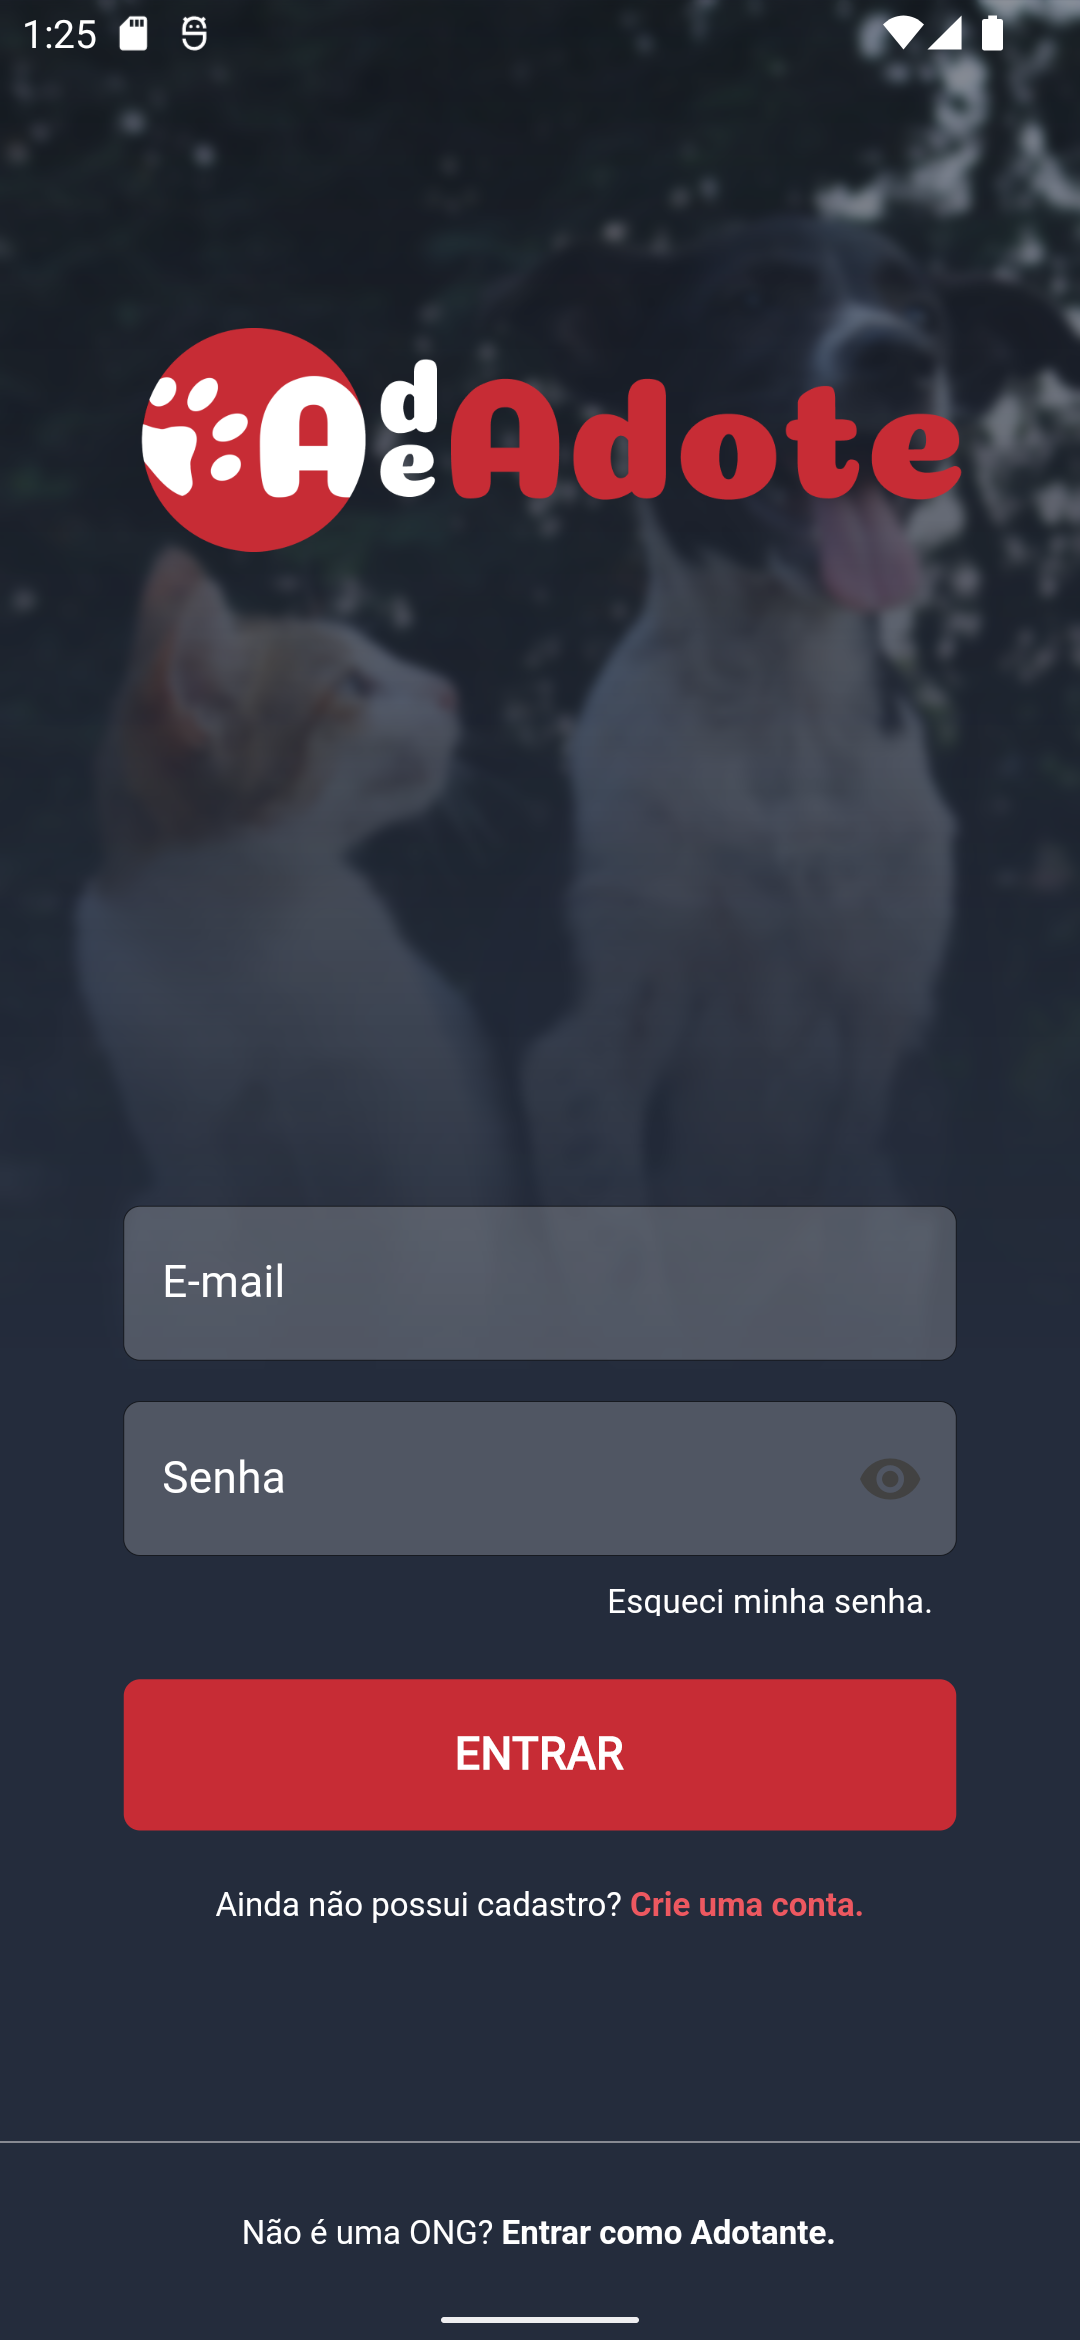 1:25
A de Adote
E-mail
Senha
Esqueci minha senha.
ENTRAR
Ainda não possui cadastro? Crie uma conta.
Não é uma ONG? Entrar como Adotante.